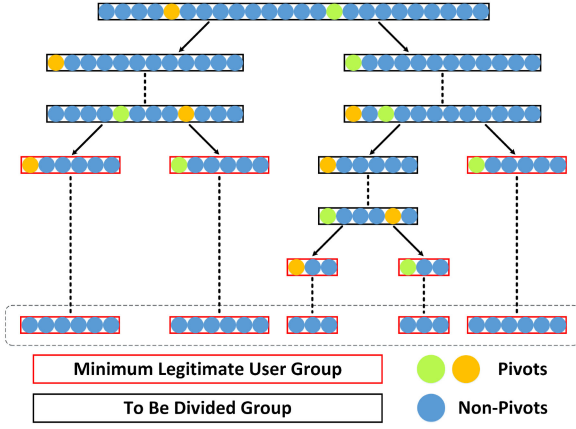 Minimum Legitimate User Group
Pivots
To Be Divided Group
Non-Pivots